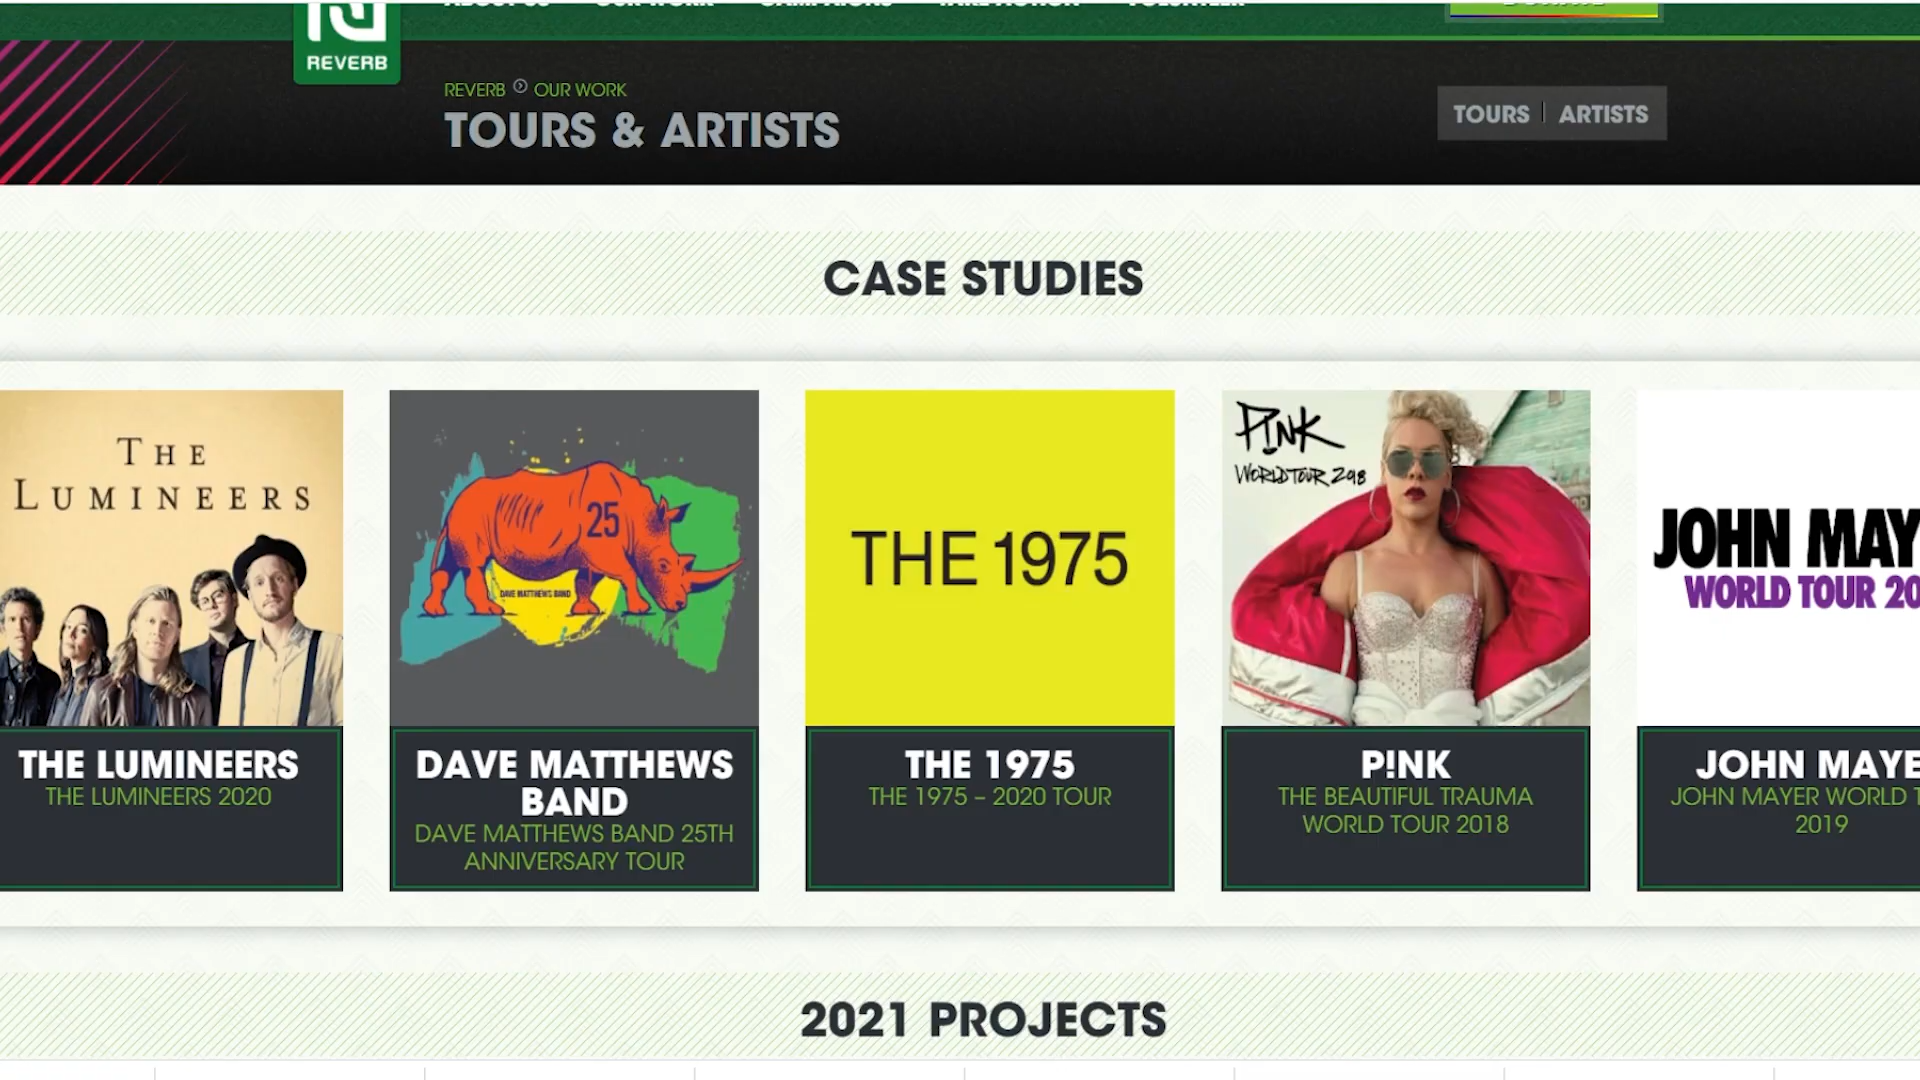 REVERB
REVERB OUR WORK
TOURS & ARTISTS
TOURS | ARTISTS
CASE STUDIES
THE
LUMINEERS
THE LUMINEERS
THE LUMINEERS 2020
25
DAVE MATTHEWS BAND
DAVE MATTHEWS
BAND
DAVE MATTHEWS BAND 25TH
ANNIVERSARY TOUR
THE 1975
THE 1975
THE 1975 – 2020 TOUR
P!NK
WORLD TOUR 2018
P!NK
THE BEAUTIFUL TRAUMA
WORLD TOUR 2018
JOHN MAY
WORLD TOUR 20
JOHN MAYE
JOHN MAYER WORLD T
2019
2021 PROJECTS